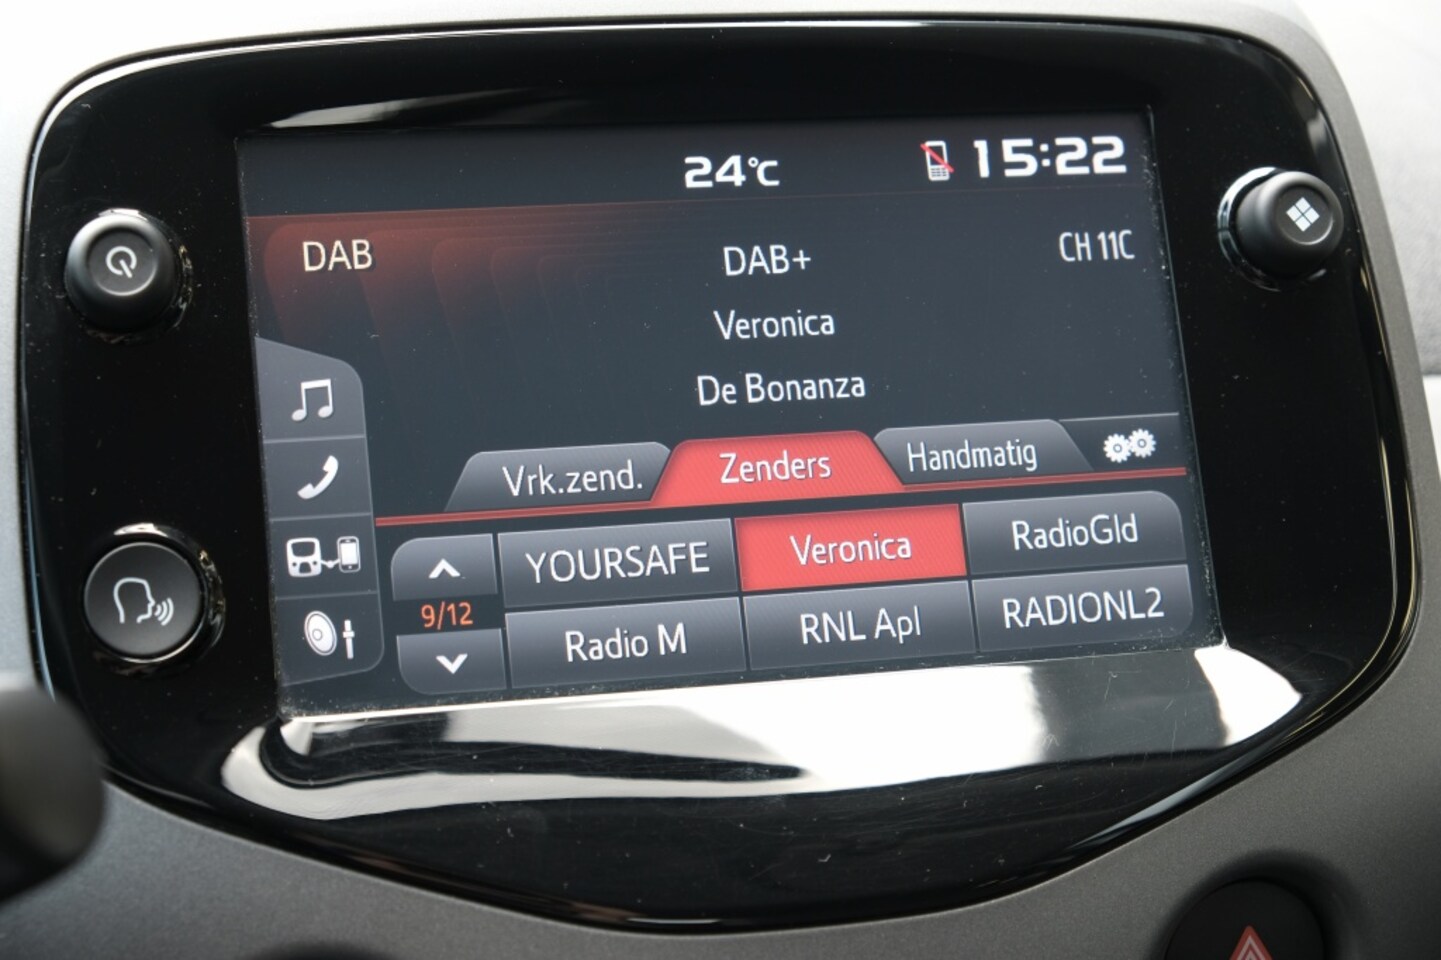 24°C 15:22
DAB DAB+ CH 11C
Veronica
De Bonanza
Vrk.zend. Zenders Handmatig
YOURSAFE Veronica RadioGld
9/12
Radio M RNL Apl RADIONL2